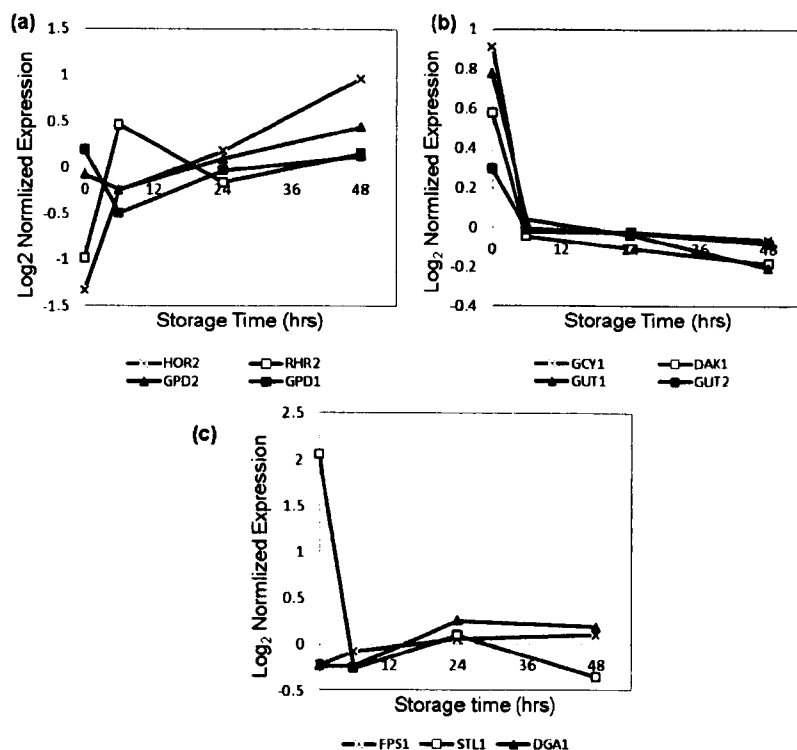 (a)
1.5
1
0.5
0
-0.5
-1
-1.5
0 12 24 36 48
Log2 Normlized Expression
Storage Time (hrs)
HOR2 RHR2
GPD2 GPD1
(b)
1
0.8
0.6
0.4
0.2
0
-0.2
-0.4
0 12 24 36 48
Log2 Normlized Expression
Storage Time (hrs)
GCY1 DAK1
GUT1 GUT2
(c)
2.5
2
1.5
1
0.5
0
-0.5
0 12 24 36 48
Log2 Normlized Expression
Storage time (hrs)
FPS1 STL1 DGA1